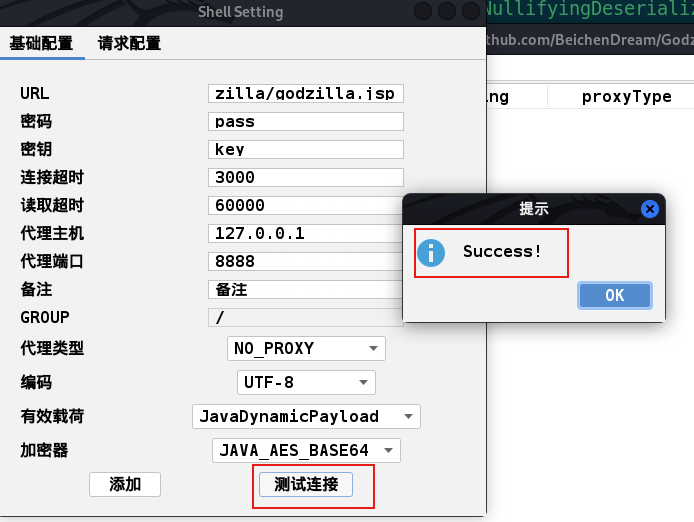 Shell Setting
NullifyingDeserializ
thub.com/BeichenDream/Godz
基础配置 请求配置
ng proxyType
URL zilla/godzilla.jsp
密码 pass
密钥 key
连接超时 3000
读取超时 60000
代理主机 127.0.0.1
代理端口 8888
备注 备注
GROUP /
代理类型 NO_PROXY
编码 UTF-8
有效载荷 JavaDynamicPayload
加密器 JAVA_AES_BASE64
添加 测试连接
提示
Success!
OK